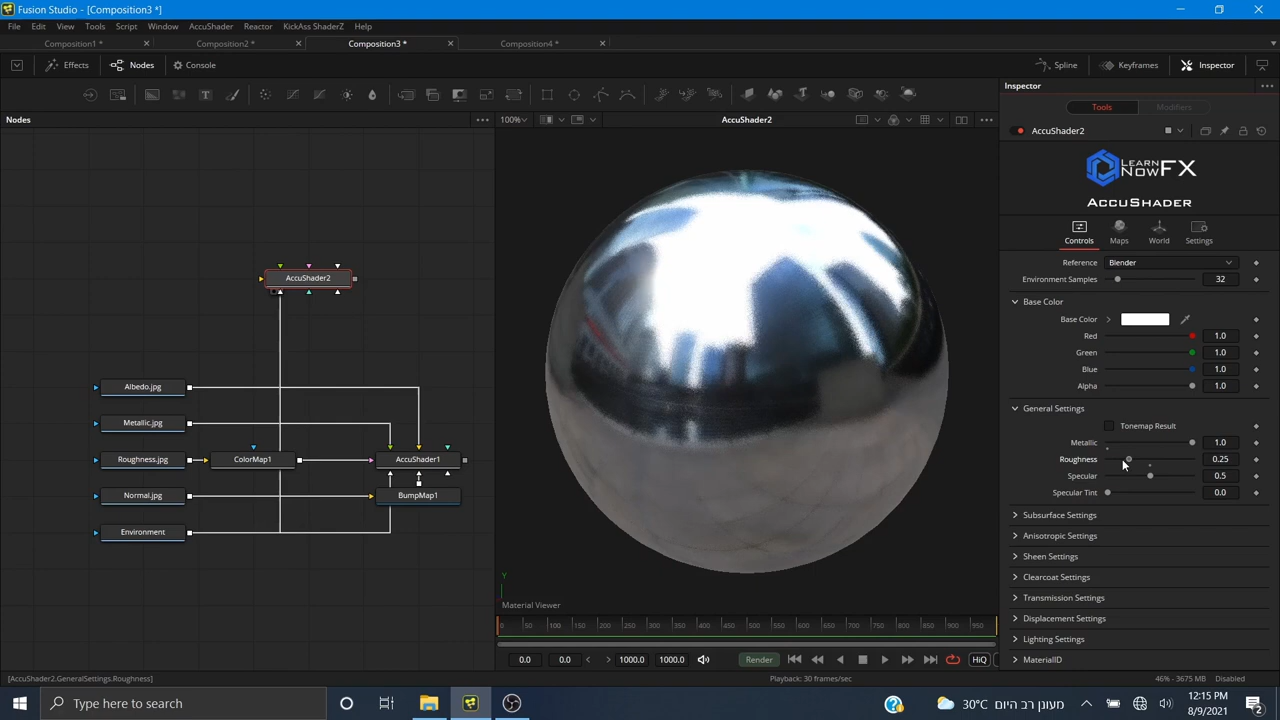 Fusion Studio - [Composition3 *]
File Edit View Tools Script Window AccuShader Reactor KickAss ShaderZ Help
Composition1 * Composition2 * Composition3 * Composition4 *
Effects Nodes Console Spline Keyframes Inspector
Nodes
100%
AccuShader2
Inspector
Tools Modifiers
AccuShader2
LEARN NOWFX
ACCUSHADER
Controls Maps World Settings
Reference Blender
Environment Samples 32
Base Color
Base Color
Red 1.0
Green 1.0
Blue 1.0
Alpha 1.0
General Settings
Tonemap Result
Metallic 1.0
Roughness 0.25
Specular 0.5
Specular Tint 0.0
Subsurface Settings
Anisotropic Settings
Sheen Settings
Clearcoat Settings
Transmission Settings
Displacement Settings
Lighting Settings
MaterialID
AccuShader2
Albedo.jpg
Metallic.jpg
Roughness.jpg ColorMap1 AccuShader1
Normal.jpg BumpMap1
Environment
Y
Material Viewer
0 50 100 150 200 250 300 350 400 450 500 550 600 650 700 750 800 850 900 950
0.0 0.0 1000.0 1000.0 Render HiQ
[AccuShader2.GeneralSettings.Roughness]
Playback: 30 frames/sec
46% - 3675 MB Disabled
Type here to search
30°C מעונן רב היום
12:15 PM
8/9/2021
2